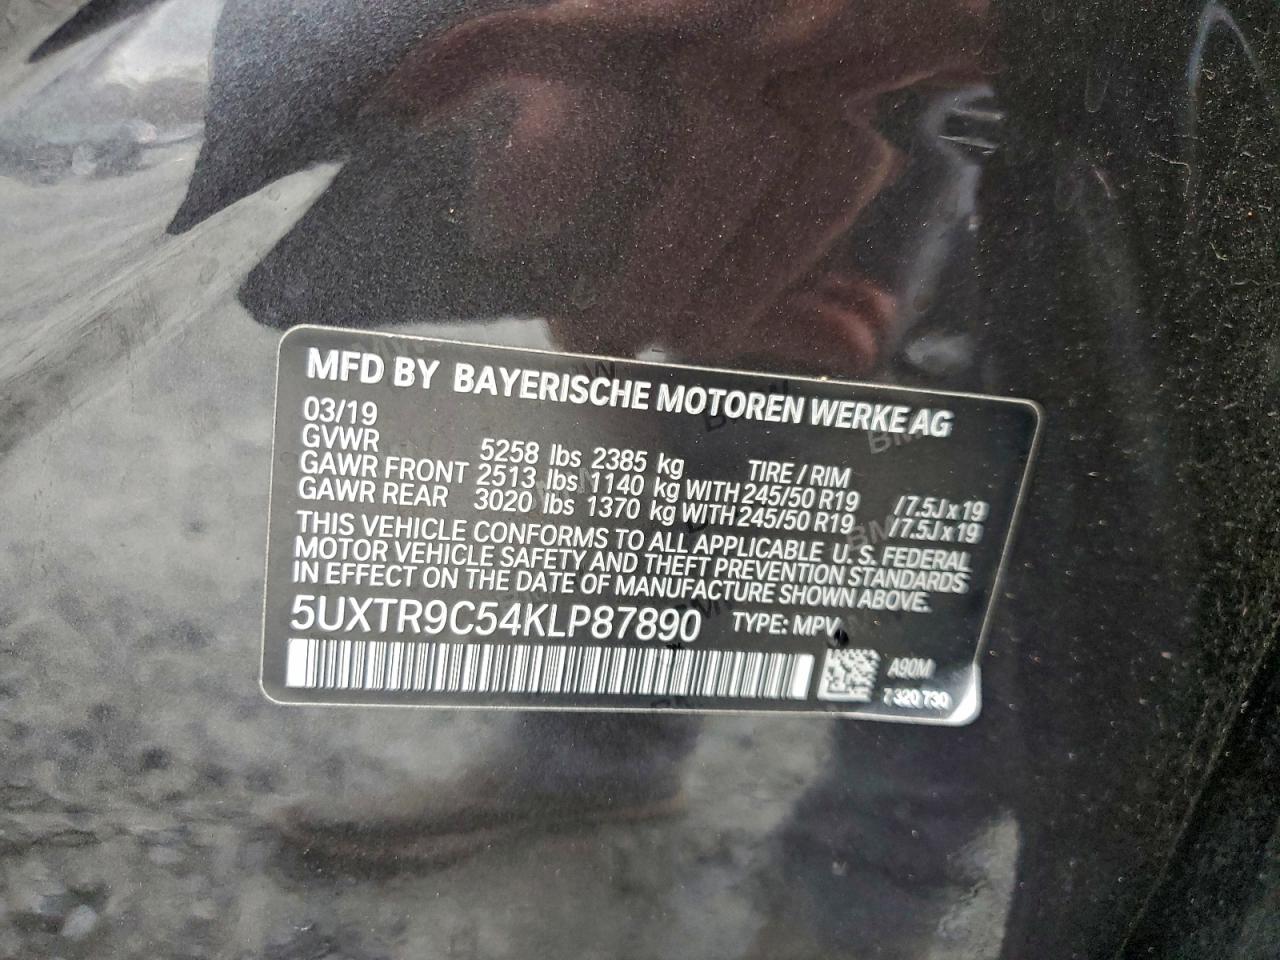 MFD BY BAYERISCHE MOTOREN WERKE AG
03/19
GVWR 5258 lbs 2385 kg TIRE / RIM
GAWR FRONT 2513 lbs 1140 kg WITH 245/50 R19 / 7.5J x 19
GAWR REAR 3020 lbs 1370 kg WITH 245/50 R19 / 7.5J x 19
THIS VEHICLE CONFORMS TO ALL APPLICABLE U.S. FEDERAL
MOTOR VEHICLE SAFETY AND THEFT PREVENTION STANDARDS
IN EFFECT ON THE DATE OF MANUFACTURE SHOWN ABOVE.
5UXTR9C54KLP87890 TYPE: MPV
A90M
7 320 730